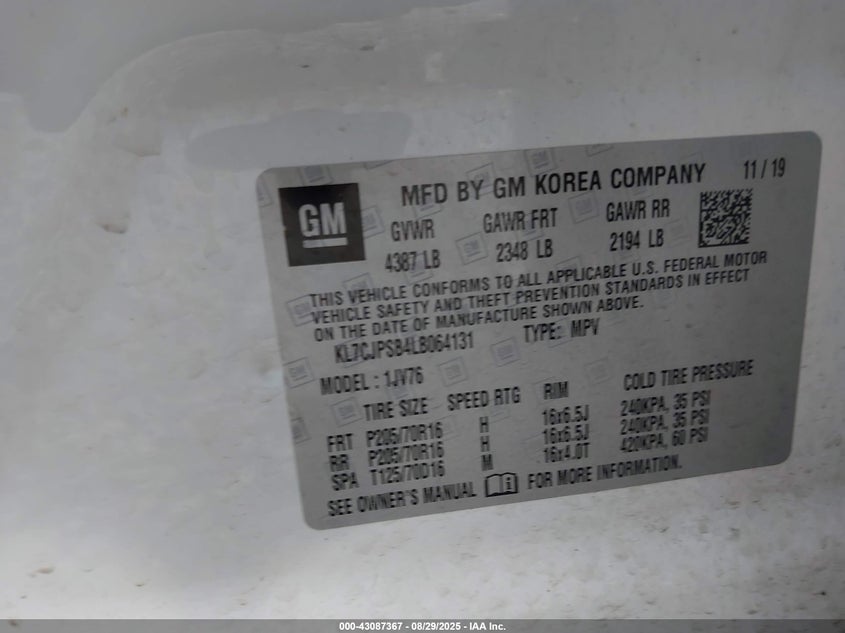 GM
MFD BY GM KOREA COMPANY 11/19
GVWR GAWR FRT GAWR RR
4387 LB 2348 LB 2194 LB
THIS VEHICLE CONFORMS TO ALL APPLICABLE U.S. FEDERAL MOTOR
VEHICLE SAFETY AND THEFT PREVENTION STANDARDS IN EFFECT
ON THE DATE OF MANUFACTURE SHOWN ABOVE.
KL7CJPSB4LB064131 TYPE: MPV
MODEL : 1JV76
TIRE SIZE SPEED RTG RIM COLD TIRE PRESSURE
FRT P205/70R16 H 16x6.5J 240KPA, 35 PSI
RR P205/70R16 H 16x6.5J 240KPA, 35 PSI
SPA T125/70D16 M 16x4.0T 420KPA, 60 PSI
SEE OWNER'S MANUAL FOR MORE INFORMATION.
000-43087367 - 08/29/2025 - IAA Inc.